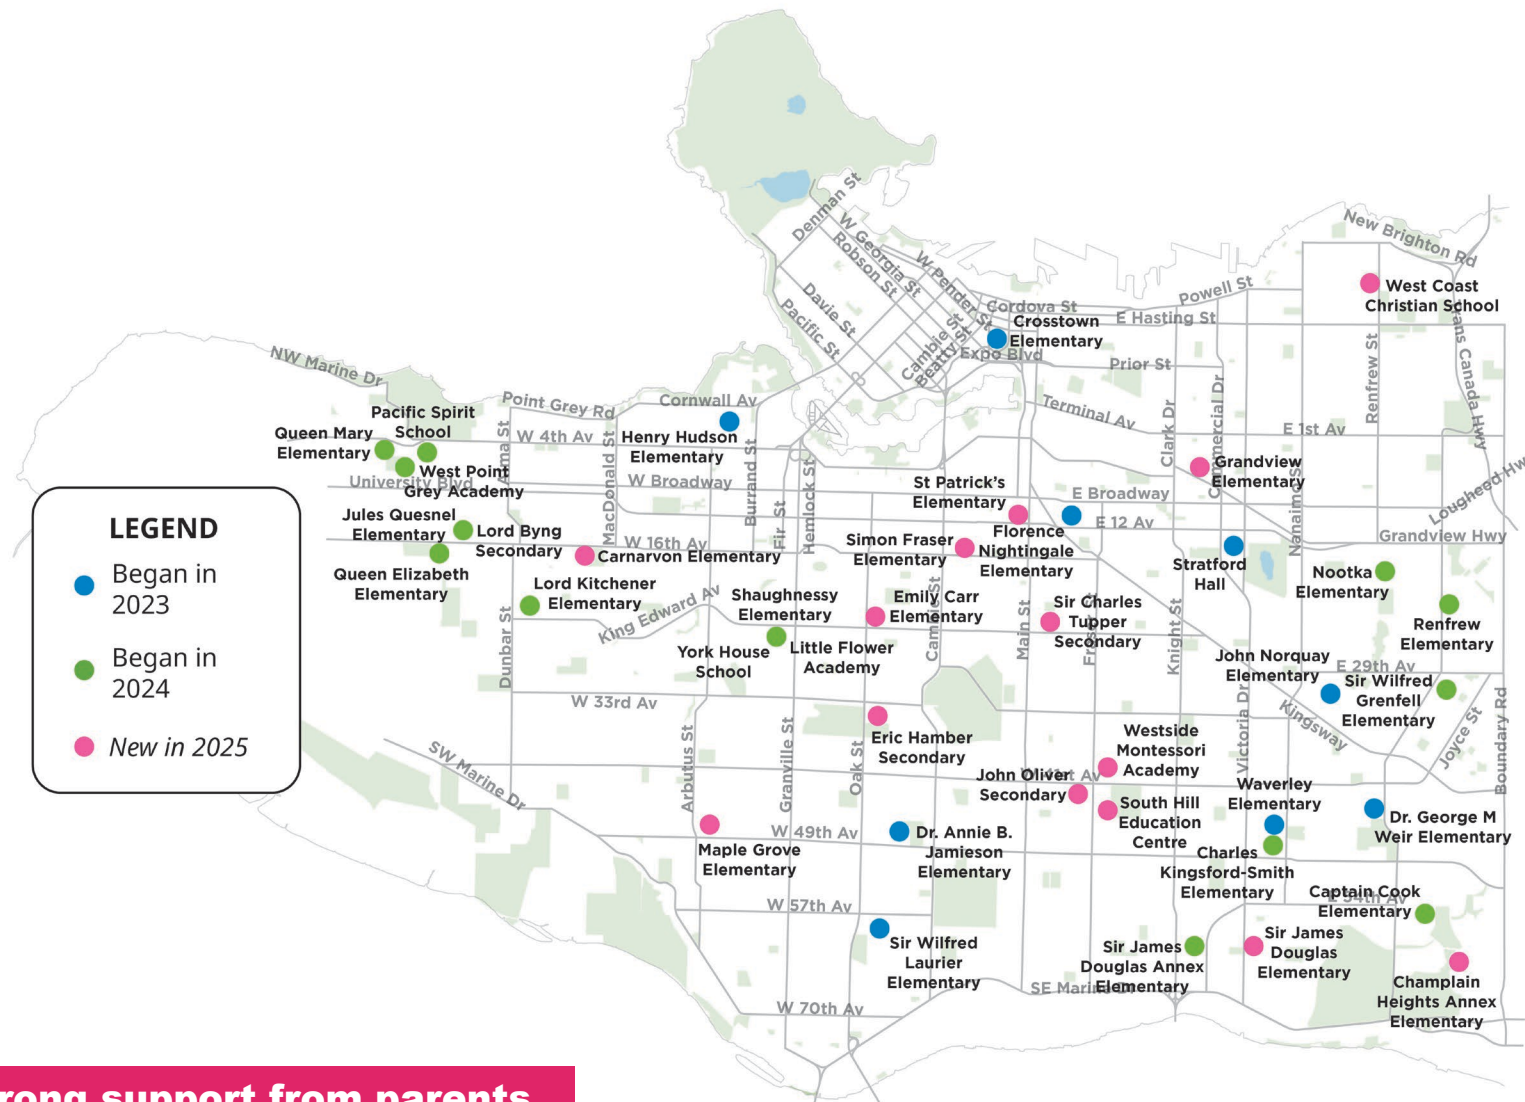 Denman St
W Georgia St
Robson St
W Pender St
Davie St
Pacific St
Cordova St
Powell St
New Brighton Rd
West Coast
Christian School
E Hasting St
Crosstown
Elementary
Cambie St
Beatty St
Expo Blvd
Prior St
Renfrew St
NW Marine Dr
Point Grey Rd
Cornwall Av
Terminal Av
Clark Dr
E 1st Av
Pacific Spirit
School
Queen Mary
Elementary
W 4th Av
Henry Hudson
Elementary
MacDonald St
Burrand St
Hemlock St
Fir St
West Point
Grey Academy
University Blvd
W Broadway
St Patrick's
Elementary
E Broadway
Grandview
Elementary
Jules Quesnel
Elementary
Lord Byng
Secondary
W 16th Av
Carnarvon Elementary
Simon Fraser
Elementary
Florence
Nightingale
Elementary
E 12 Av
Stratford
Hall
Grandview Hwy
Nootka
Elementary
Queen Elizabeth
Elementary
Lord Kitchener
Elementary
King Edward Av
Shaughnessy
Elementary
Emily Carr
Elementary
Cambie St
Main St
Sir Charles
Tupper
Secondary
Knight St
Renfrew
Elementary
Dunbar St
York House
School
Little Flower
Academy
John Norquay
Elementary
E 29th Av
Sir Wilfred
Grenfell
Elementary
W 33rd Av
Kingsway
Joyce St
Boundary Rd
Victoria Dr
Arbutus St
Granville St
Oak St
Eric Hamber
Secondary
Westside
Montessori
Academy
SW Marine Dr
John Oliver
Secondary
South Hill
Education
Centre
Waverley
Elementary
Dr. George M
Weir Elementary
W 49th Av
Maple Grove
Elementary
Dr. Annie B.
Jamieson
Elementary
Charles
Kingsford-Smith
Elementary
Captain Cook
Elementary
W 57th Av
Sir Wilfred
Laurier
Elementary
Sir James
Douglas Annex
Elementary
Sir James
Douglas
Elementary
Champlain
Heights Annex
Elementary
SE Marine Dr
W 70th Av
LEGEND
Began in
2023
Began in
2024
New in 2025
support from parents